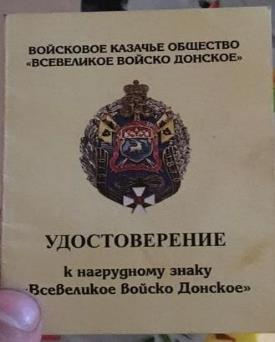 ВОЙСКОВОЕ КАЗАЧЬЕ ОБЩЕСТВО
«ВСЕВЕЛИКОЕ ВОЙСКО ДОНСКОЕ»
УДОСТОВЕРЕНИЕ
к нагрудному знаку
«Всевеликое войско Донское»